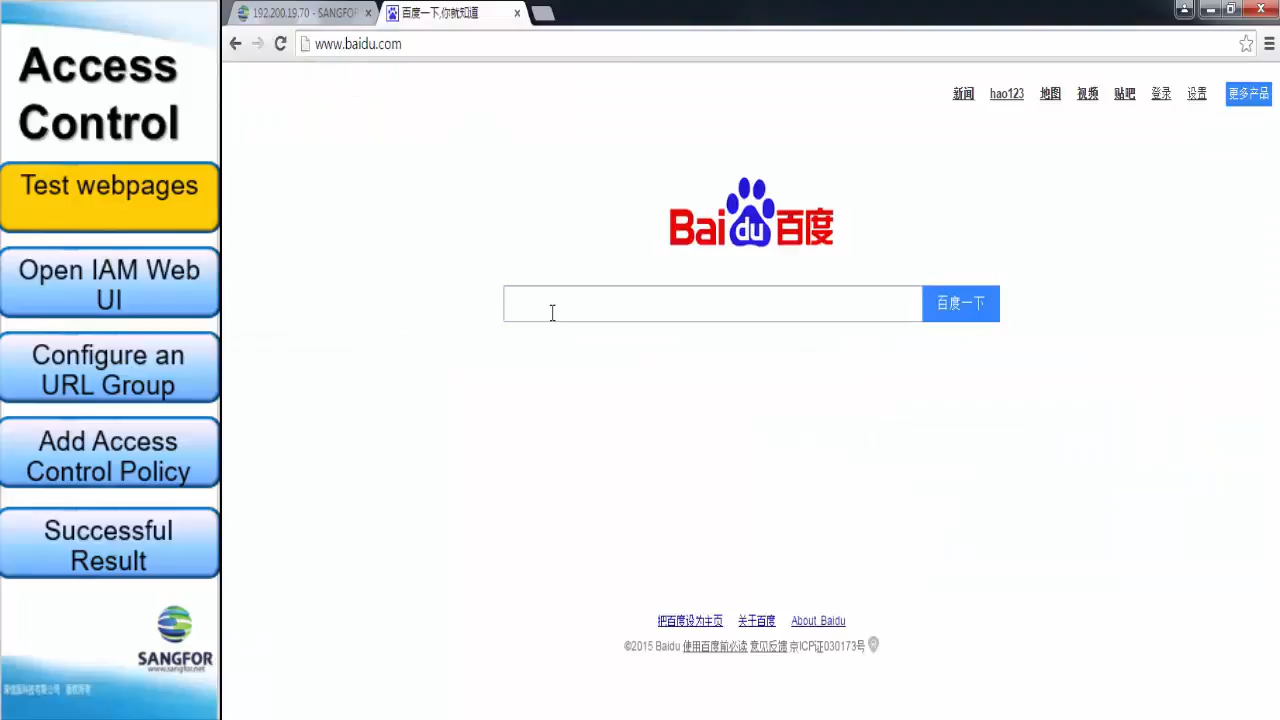 Access
Control
Test webpages
Open IAM Web
UI
Configure an
URL Group
Add Access
Control Policy
Successful
Result
SANGFOR
www.sangfor.net
192.200.19.70 - SANGFOR
百度一下,你就知道
www.baidu.com
新闻 hao123 地图 视频 贴吧 登录 设置 更多产品
Bai du 百度
百度一下
把百度设为主页 关于百度 About Baidu
©2015 Baidu 使用百度前必读 意见反馈 京ICP证030173号